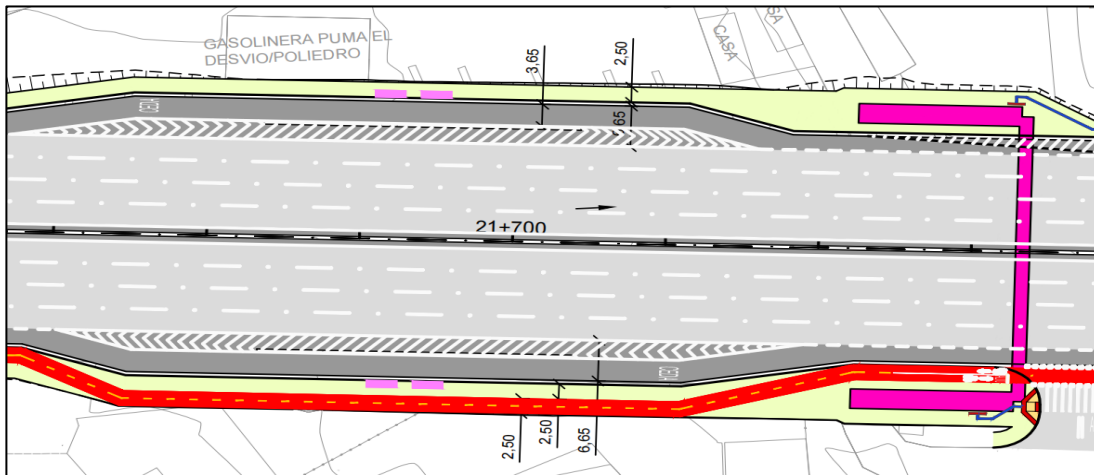 GASOLINERA PUMA EL
DESVIO/POLIEDRO
CASA
3,65
2,50
65
21+700
2,50
2,50
6,65